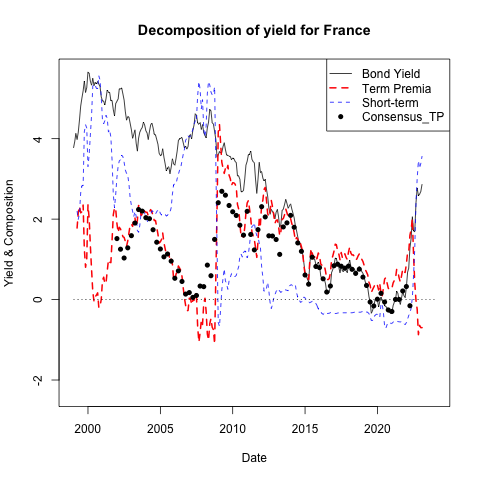 Decomposition of yield for France
Bond Yield
Term Premia
Short-term
Consensus_TP
Yield & Composition
4
2
0
-2
2000 2005 2010 2015 2020
Date